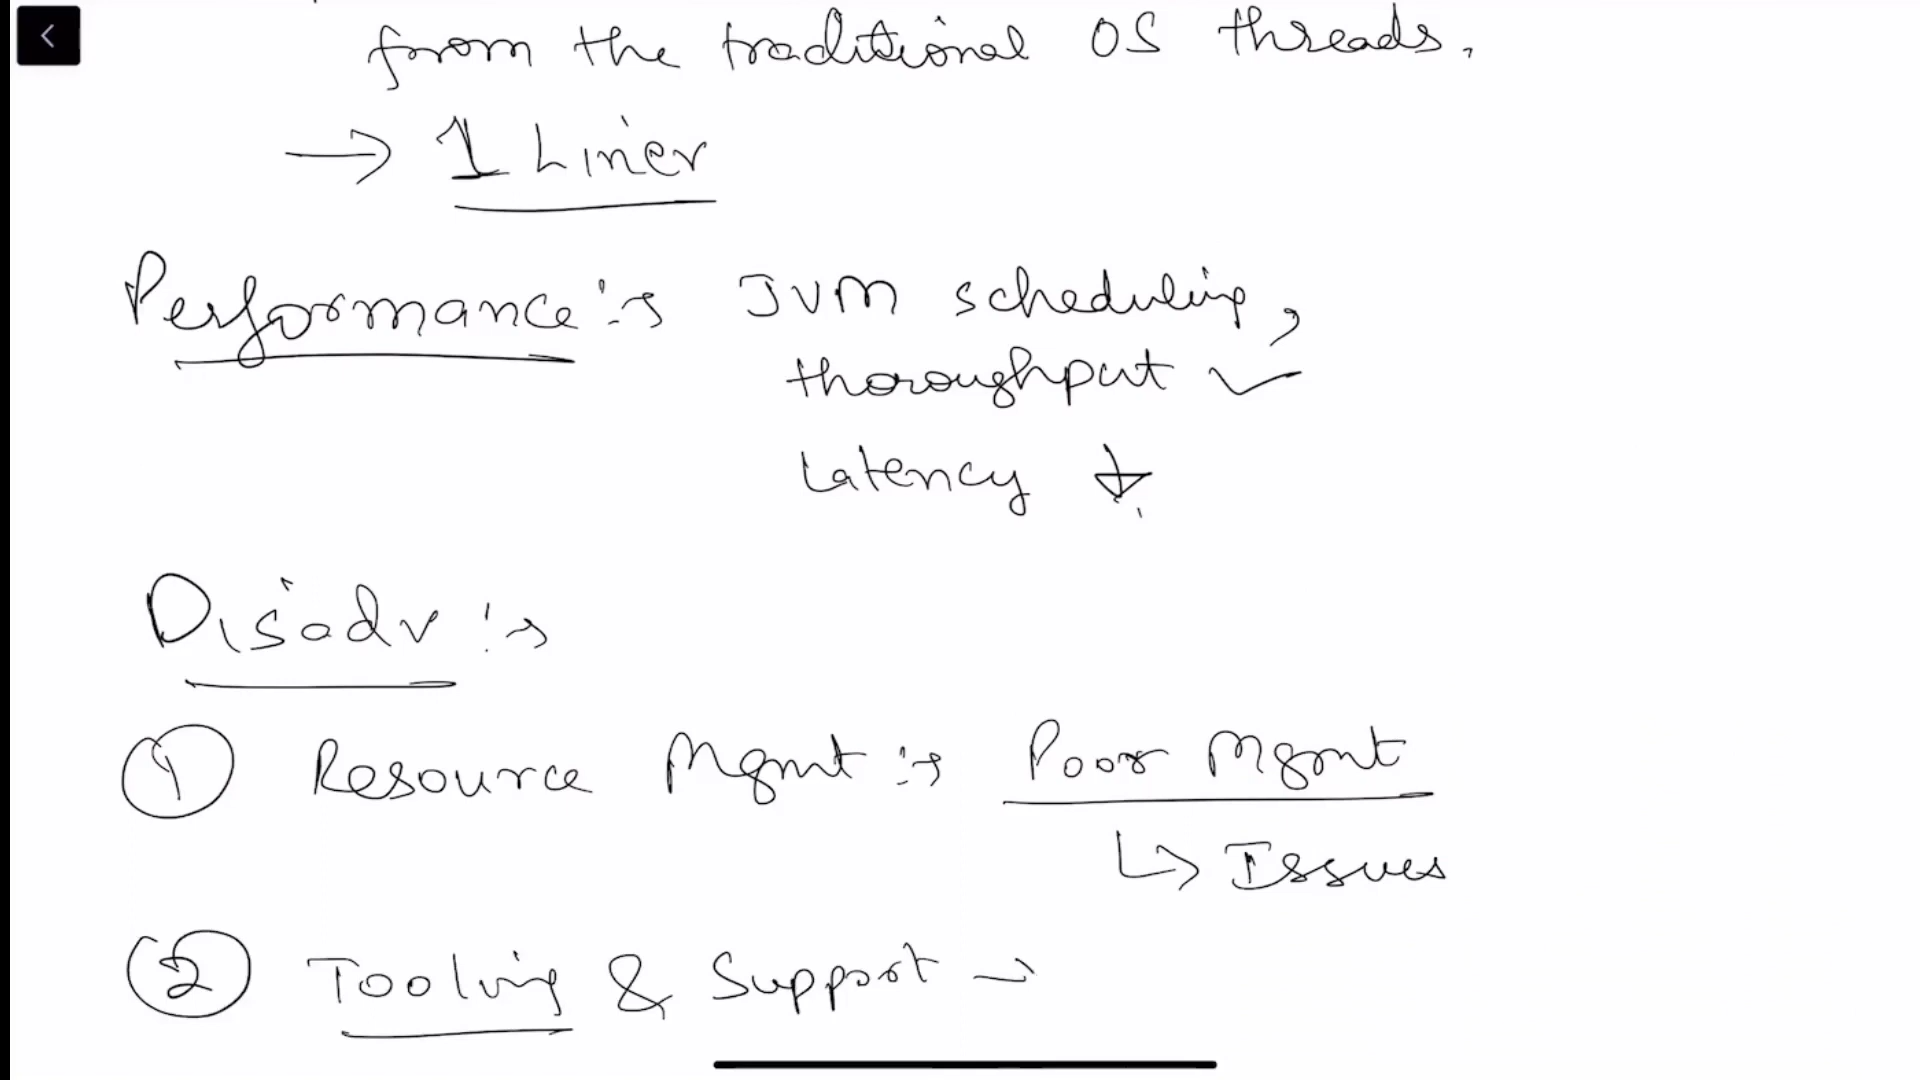 from the traditional OS threads.
→ 1 Liner
Performance :→ JVM scheduling,
thoroughput ✓
Latency ↓
Disadv :→
① Resource Mgmt :→ Poor Mgmt
↳ Issues
② Tooling & Support →